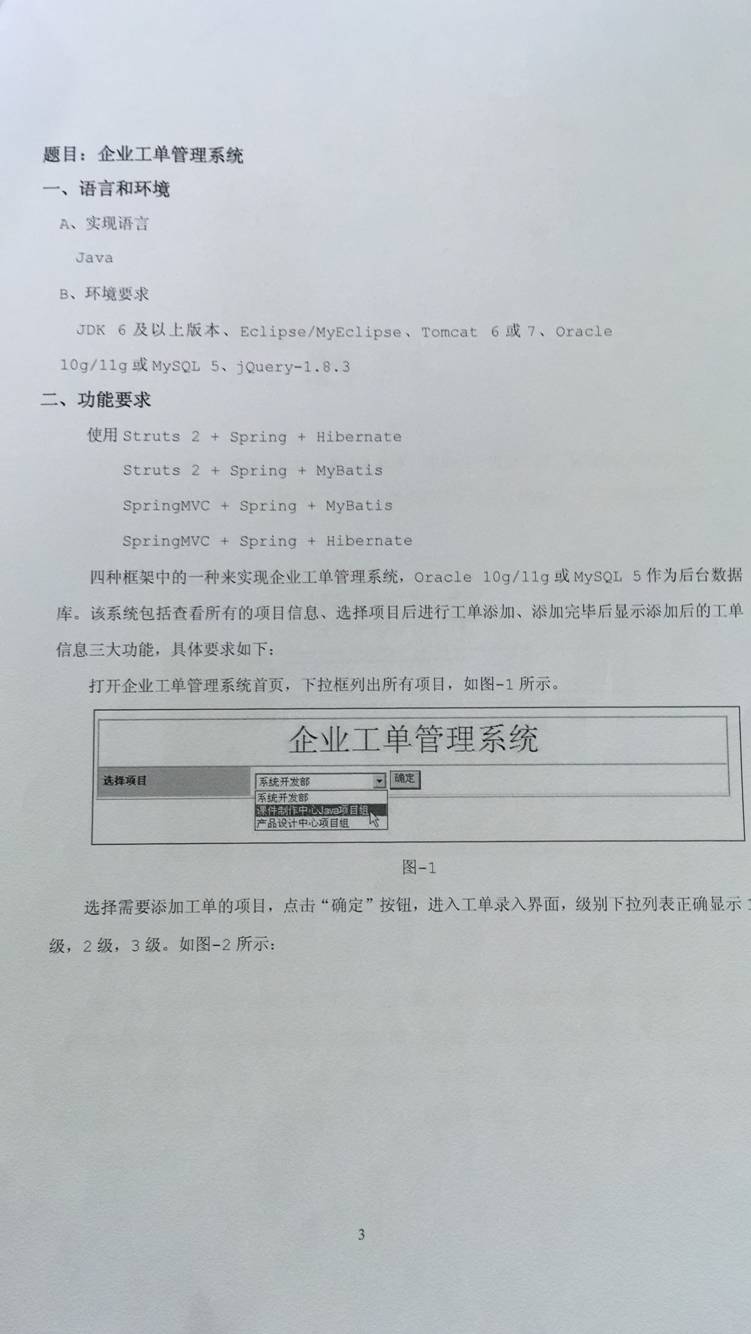 题目：企业工单管理系统
一、语言和环境
A、实现语言
Java
B、环境要求
JDK 6 及以上版本、Eclipse/MyEclipse、Tomcat 6 或 7、Oracle
10g/11g 或 MySQL 5、jQuery-1.8.3
二、功能要求
使用 Struts 2 + Spring + Hibernate
Struts 2 + Spring + MyBatis
SpringMVC + Spring + MyBatis
SpringMVC + Spring + Hibernate
四种框架中的一种来实现企业工单管理系统，Oracle 10g/11g 或 MySQL 5 作为后台数据
库。该系统包括查看所有的项目信息、选择项目后进行工单添加、添加完毕后显示添加后的工单
信息三大功能，具体要求如下：
打开企业工单管理系统首页，下拉框列出所有项目，如图-1 所示。
企业工单管理系统
选择项目 系统开发部 确定
系统开发部
课件制作中心Java项目组
产品设计中心项目组
图-1
选择需要添加工单的项目，点击“确定”按钮，进入工单录入界面，级别下拉列表正确显示 1
级，2 级，3 级。如图-2 所示：
3